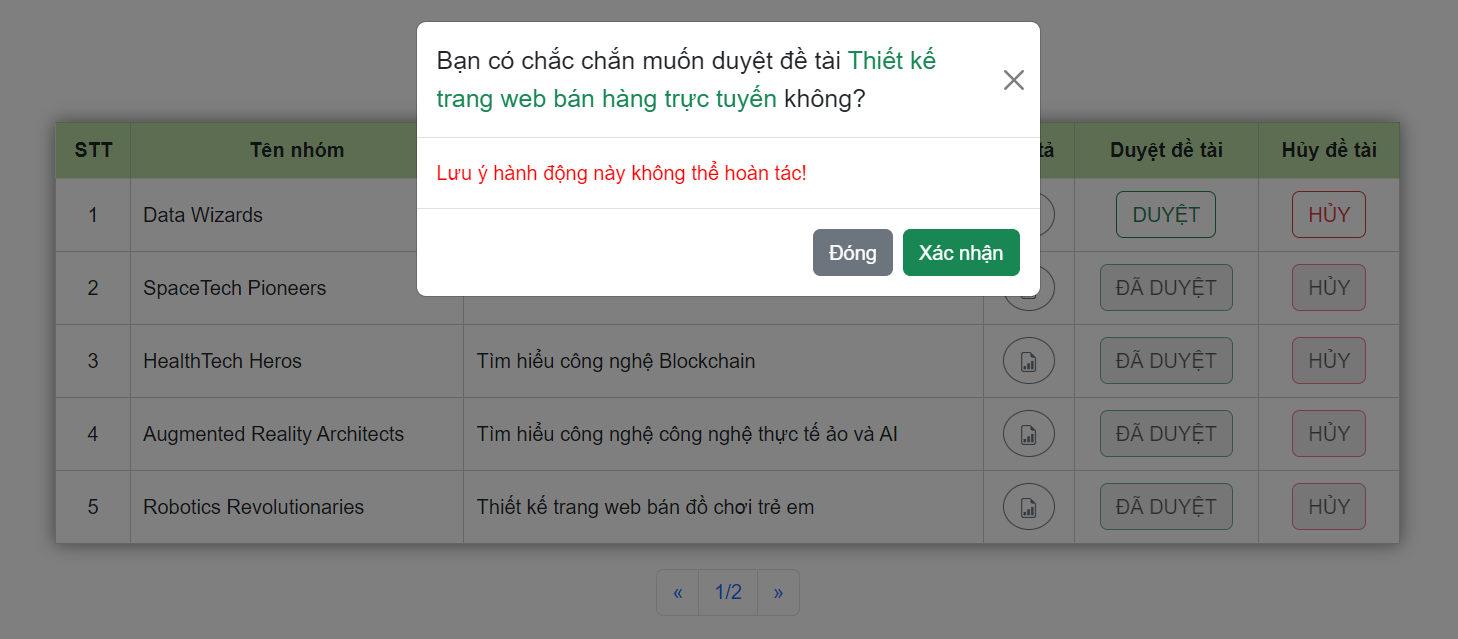 Bạn có chắc chắn muốn duyệt đề tài Thiết kế
trang web bán hàng trực tuyến không?
Lưu ý hành động này không thể hoàn tác!
Đóng Xác nhận
STT Tên nhóm Duyệt đề tài Hủy đề tài
1 Data Wizards DUYỆT HỦY
2 SpaceTech Pioneers ĐÃ DUYỆT HỦY
3 HealthTech Heros Tìm hiểu công nghệ Blockchain ĐÃ DUYỆT HỦY
4 Augmented Reality Architects Tìm hiểu công nghệ công nghệ thực tế ảo và AI ĐÃ DUYỆT HỦY
5 Robotics Revolutionaries Thiết kế trang web bán đồ chơi trẻ em ĐÃ DUYỆT HỦY
« 1/2 »